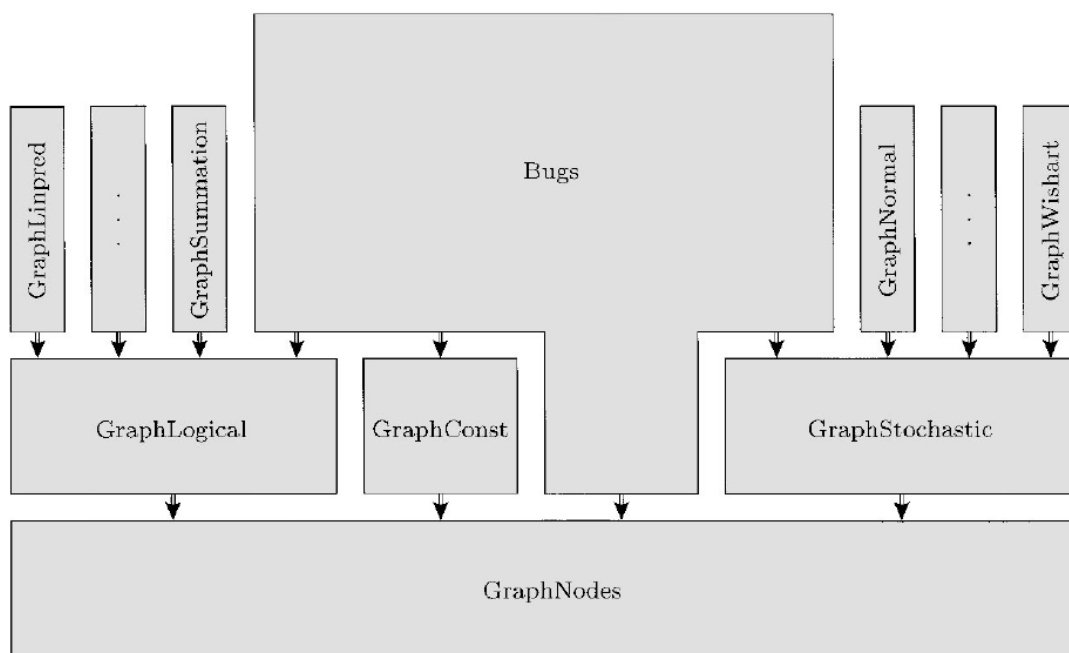 GraphLinpred
.
.
.
GraphSummation
Bugs
GraphNormal
.
.
.
GraphWishart
GraphLogical
GraphConst
GraphStochastic
GraphNodes